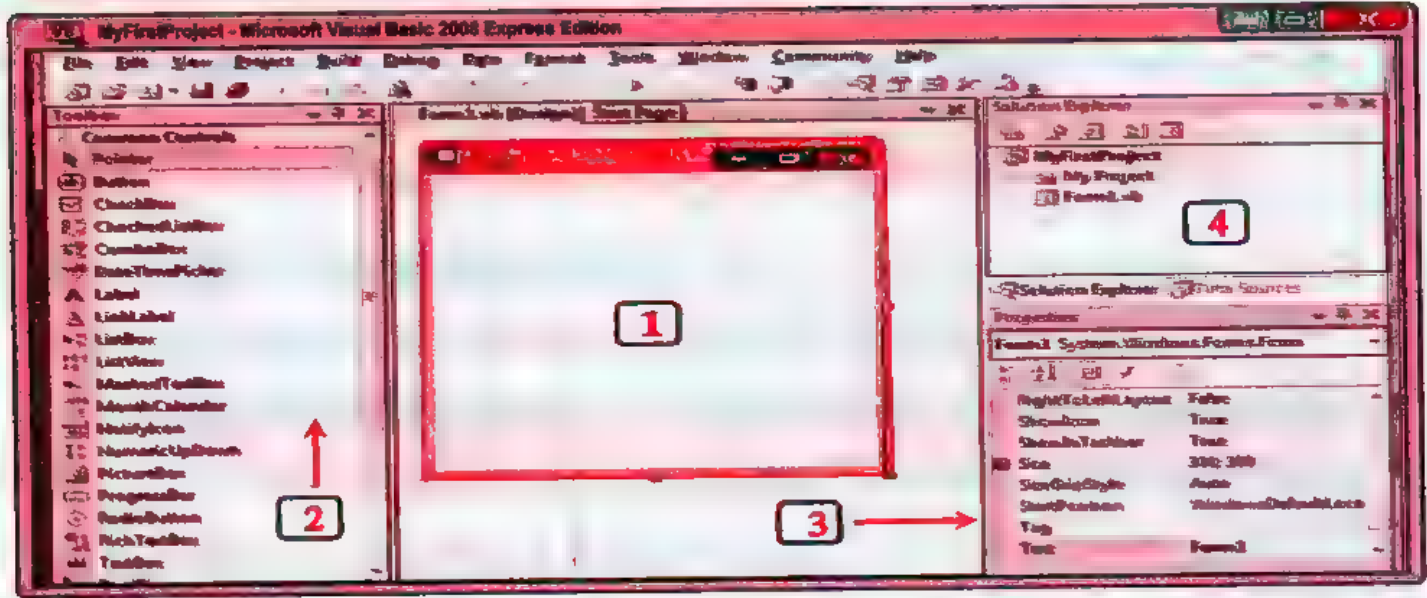 MyFirstProject - Microsoft Visual Basic 2008 Express Edition
File Edit View Project Build Debug Data Format Tools Window Community Help
Toolbox
Common Controls
Pointer
Button
CheckBox
CheckedListBox
ComboBox
DateTimePicker
Label
LinkLabel
ListBox
ListView
MaskedTextBox
MonthCalendar
NotifyIcon
NumericUpDown
PictureBox
ProgressBar
RadioButton
RichTextBox
TextBox
2
Form1.vb [Design] Start Page
1
3
Solution Explorer
MyFirstProject
My Project
Form1.vb
4
Solution Explorer Data Sources
Properties
Form1 System.Windows.Forms.Form
RightToLeftLayout False
ShowIcon True
ShowInTaskbar True
Size 300; 300
SizeGripStyle Auto
StartPosition WindowsDefaultLoca
Tag
Text Form1